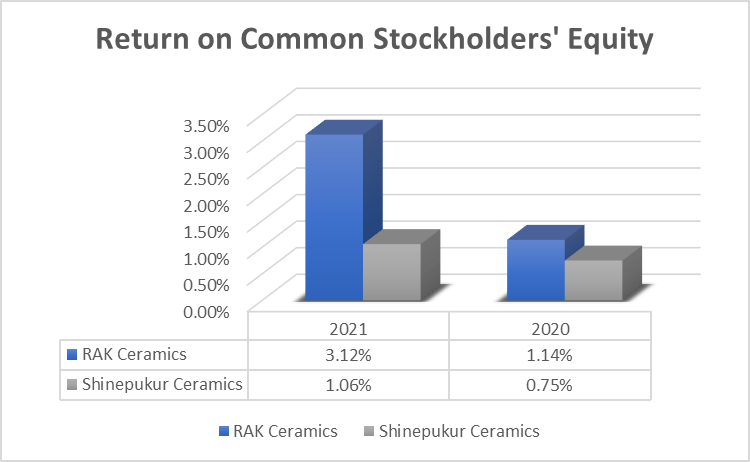 Return on Common Stockholders' Equity
3.50%
3.00%
2.50%
2.00%
1.50%
1.00%
0.50%
0.00%
2021 2020
RAK Ceramics 3.12% 1.14%
Shinepukur Ceramics 1.06% 0.75%
RAK Ceramics Shinepukur Ceramics